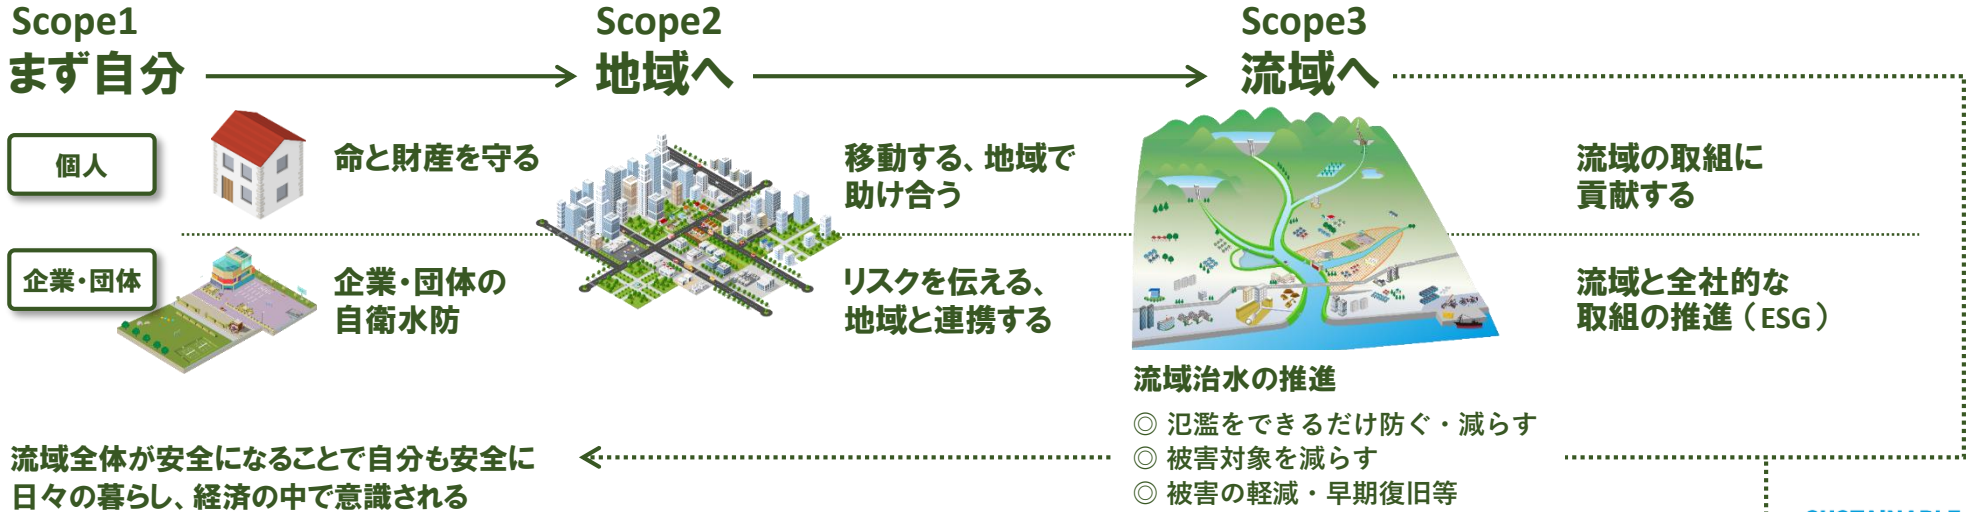 Scope1
まず自分
Scope2
地域へ
Scope3
流域へ
個人
命と財産を守る
移動する、地域で
助け合う
流域の取組に
貢献する
企業・団体
企業・団体の
自衛水防
リスクを伝える、
地域と連携する
流域と全社的な
取組の推進（ESG）
流域治水の推進
◎ 氾濫をできるだけ防ぐ・減らす
◎ 被害対象を減らす
◎ 被害の軽減・早期復旧等
流域全体が安全になることで自分も安全に
日々の暮らし、経済の中で意識される
SUSTAINABLE